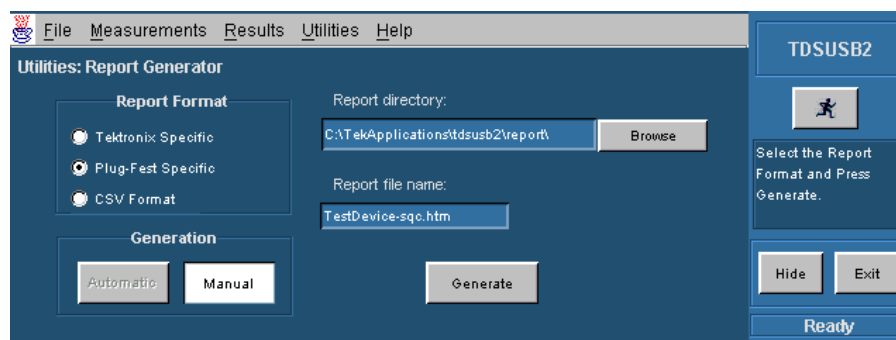 File Measurements Results Utilities Help
TDSUSB2
Utilities: Report Generator
Report Format
Tektronix Specific
Plug-Fest Specific
CSV Format
Report directory:
C:\TekApplications\tdsusb2\report\
Browse
Report file name:
TestDevice-sqc.htm
Generation
Automatic
Manual
Generate
Select the Report
Format and Press
Generate.
Hide
Exit
Ready